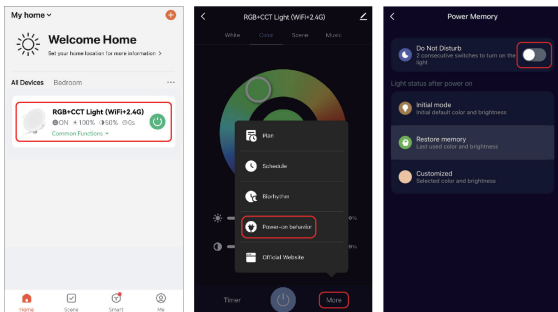 My home
Welcome Home
Set your home location for more information >
All Devices Bedroom ...
RGB+CCT Light (WiFi+2.4G)
ON 100% 50% 0s
Common Functions
Home Scene Smart Me
RGB+CCT Light (WiFi+2.4G)
White Color Scene Music
Plan
Schedule
Biorhythm
Power-on behavior
Official Website
Timer More
Power Memory
Do Not Disturb
2 consecutive switches to turn on the
light
Light status after power on
Initial mode
Initial default color and brightness
Restore memory
Last used color and brightness
Customized
Selected color and brightness